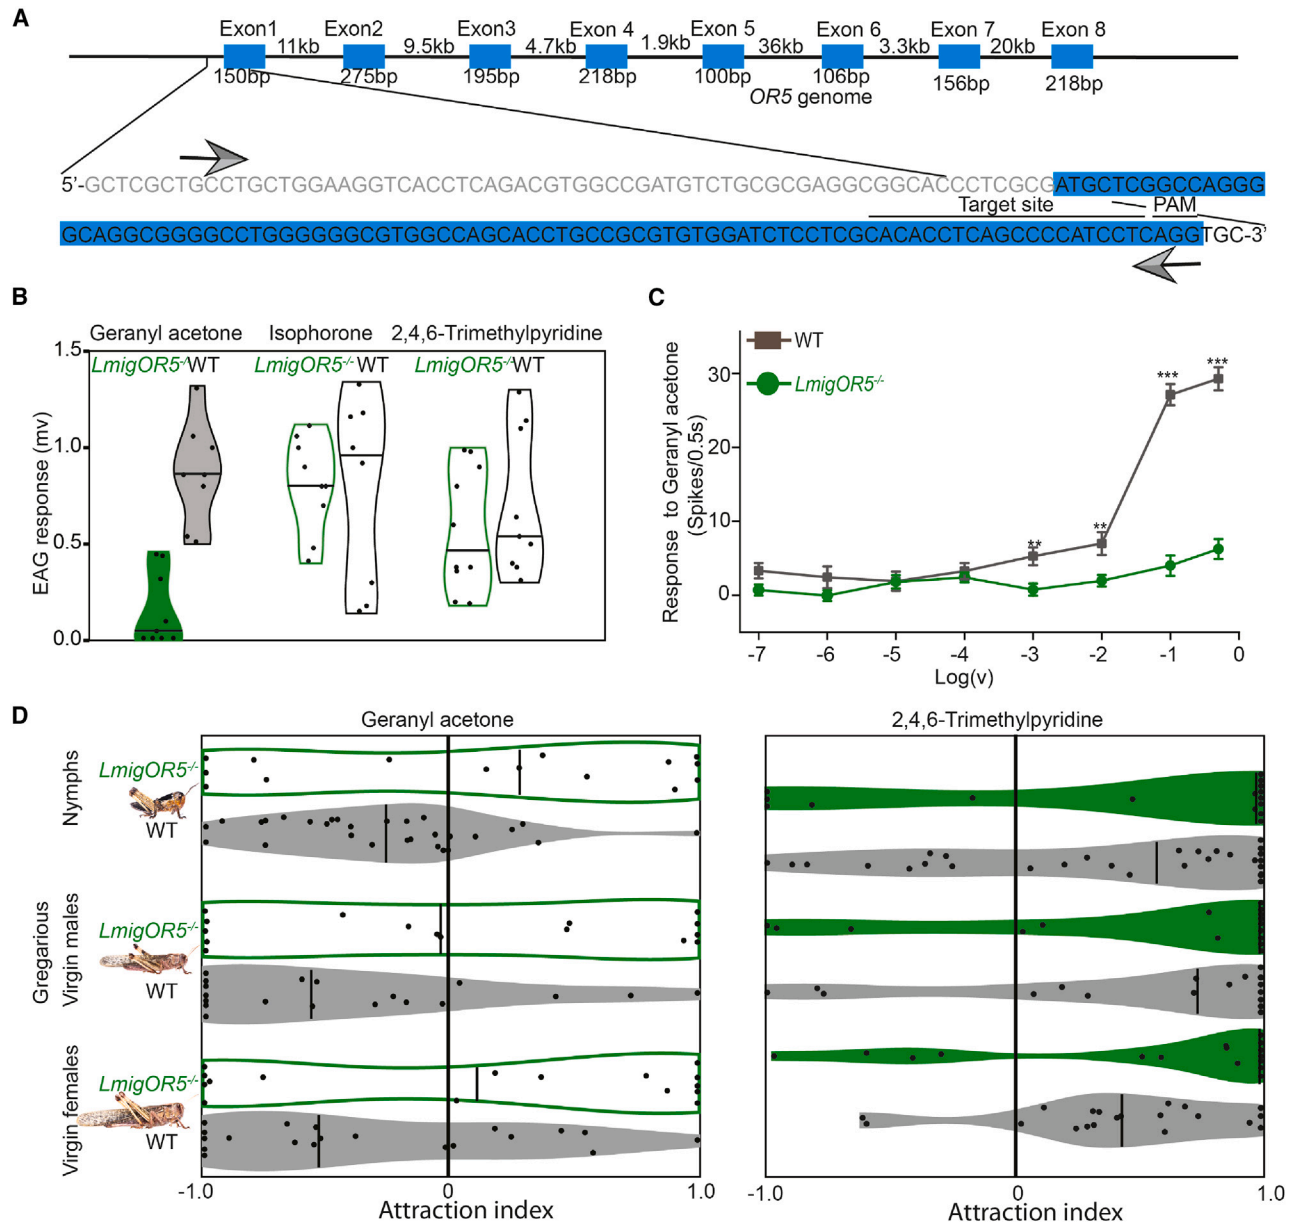 A
Exon1 Exon2 Exon3 Exon 4 Exon 5 Exon 6 Exon 7 Exon 8
11kb 9.5kb 4.7kb 1.9kb 36kb 3.3kb 20kb
150bp 275bp 195bp 218bp 100bp 106bp 156bp 218bp
OR5 genome
5'-GCTCGCTGCCTGCTGGAAGGTCACCTCAGACGTGGCCGATGTCTGCGCGAGGCGGCACCCTCGCGATGCTCGGCCAGGG
Target site PAM
GCAGGCGGGGCCTGGGGGGCGTGGCCAGCACCTGCCGCGTGTGGATCTCCTCGCACACCTCAGCCCCATCCTCAGGTGC-3'
B
Geranyl acetone Isophorone 2,4,6-Trimethylpyridine
LmigOR5-/- WT LmigOR5-/- WT LmigOR5-/- WT
EAG response (mv)
1.5
1.0
0.5
0.0
C
WT
LmigOR5-/-
Response to Geranyl acetone
(Spikes/0.5s)
30
20
10
0
** ** *** ***
-7 -6 -5 -4 -3 -2 -1 0
Log(v)
D
Geranyl acetone 2,4,6-Trimethylpyridine
Nymphs
LmigOR5-/-
WT
Gregarious
Virgin males
LmigOR5-/-
WT
Virgin females
LmigOR5-/-
WT
-1.0 0 1.0 -1.0 0 1.0
Attraction index Attraction index